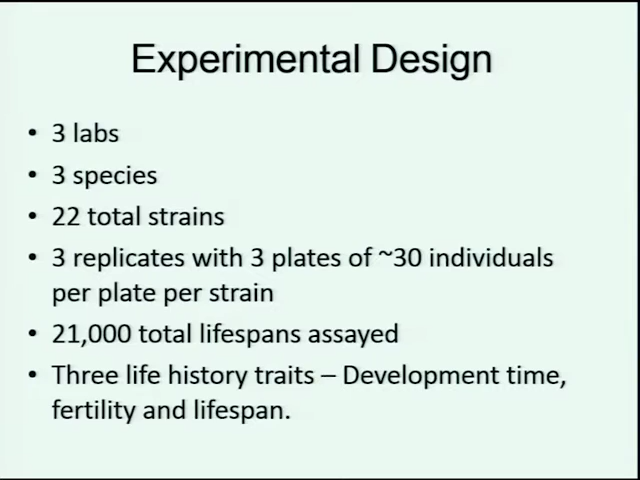 Experimental Design
• 3 labs
• 3 species
• 22 total strains
• 3 replicates with 3 plates of ~30 individuals
per plate per strain
• 21,000 total lifespans assayed
• Three life history traits – Development time,
fertility and lifespan.